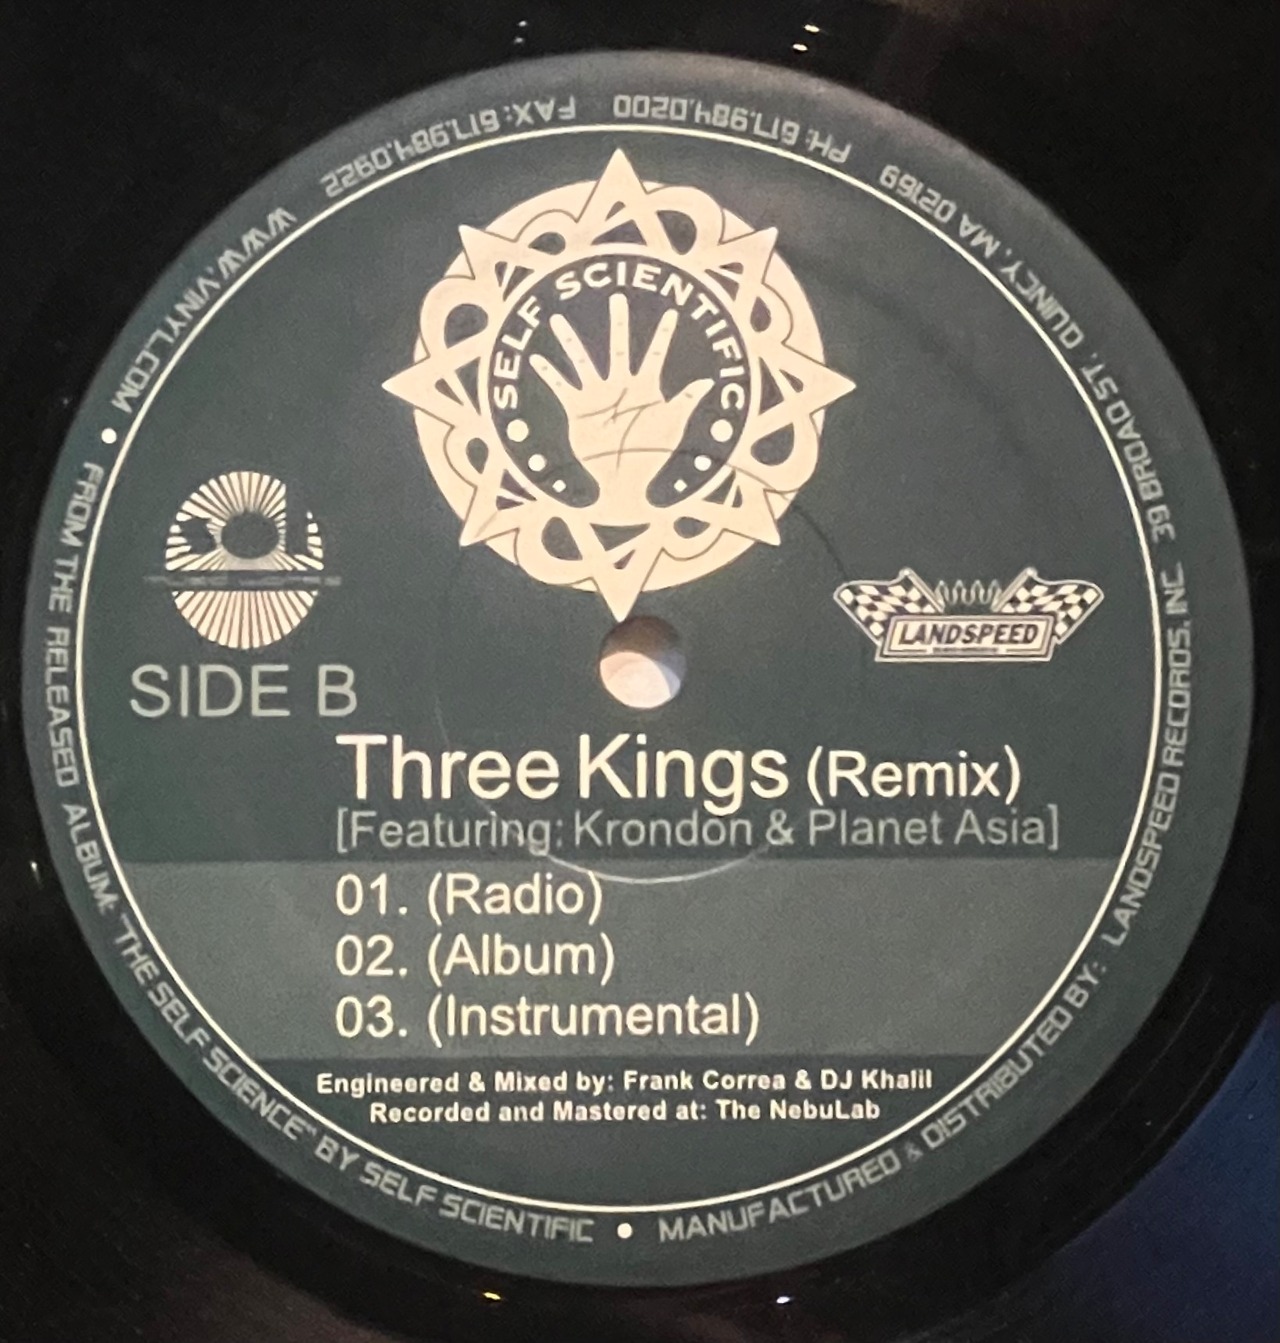 SELF SCIENTIFIC
SOL
LANDSPEED
SIDE B
Three Kings (Remix)
[Featuring: Krondon & Planet Asia]
01. (Radio)
02. (Album)
03. (Instrumental)
Engineered & Mixed by: Frank Correa & DJ Khalil
Recorded and Mastered at: The NebuLab
• FROM THE RELEASED ALBUM: "THE SELF SCIENCE" BY SELF SCIENTIFIC • MANUFACTURED & DISTRIBUTED BY: LANDSPEED RECORDS, INC. 39 BROAD ST. QUINCY, MA 02169 PH: 617.984.0200 FAX: 617.984.0922 WWW.VINYL.COM